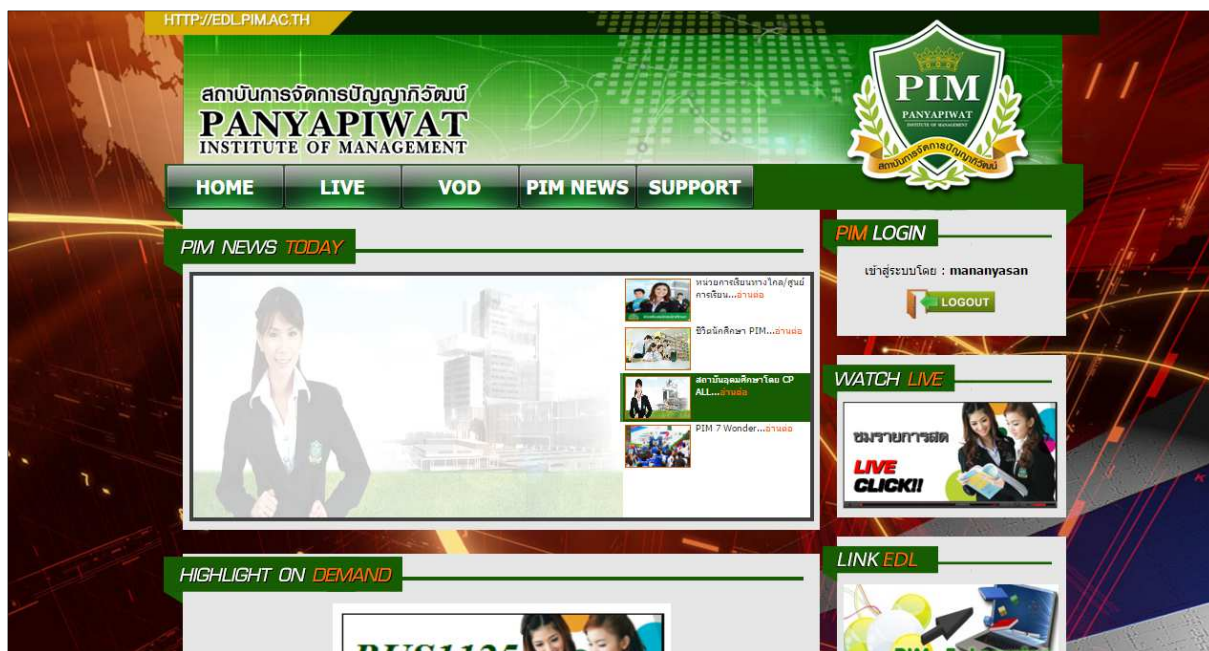 HTTP://EDL.PIM.AC.TH
สถาบันการจัดการปัญญาภิวัฒน์
PANYAPIWAT
INSTITUTE OF MANAGEMENT
PIM
PANYAPIWAT
INSTITUTE OF MANAGEMENT
สถาบันการจัดการปัญญาภิวัฒน์
HOME LIVE VOD PIM NEWS SUPPORT
PIM NEWS TODAY
หน่วยการเรียนทางไกล/ศูนย์
การเรียน...อ่านต่อ
ชีวิตนักศึกษา PIM...อ่านต่อ
สถาบันอุดมศึกษาโดย CP
ALL...อ่านต่อ
PIM 7 Wonder...อ่านต่อ
PIM LOGIN
เข้าสู่ระบบโดย : mananyasan
LOGOUT
WATCH LIVE
ชมรายการสด
LIVE
CLICK!!
HIGHLIGHT ON DEMAND
BUS1125
LINK EDL
PIM